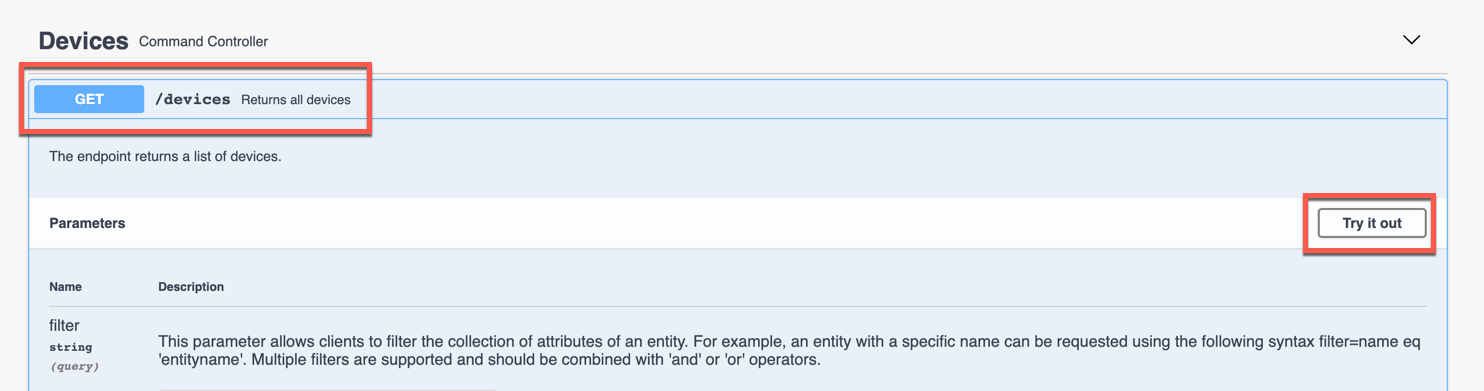 Devices Command Controller
GET /devices Returns all devices
The endpoint returns a list of devices.
Parameters Try it out
Name Description
filter
string
(query)
This parameter allows clients to filter the collection of attributes of an entity. For example, an entity with a specific name can be requested using the following syntax filter=name eq
'entityname'. Multiple filters are supported and should be combined with 'and' or 'or' operators.